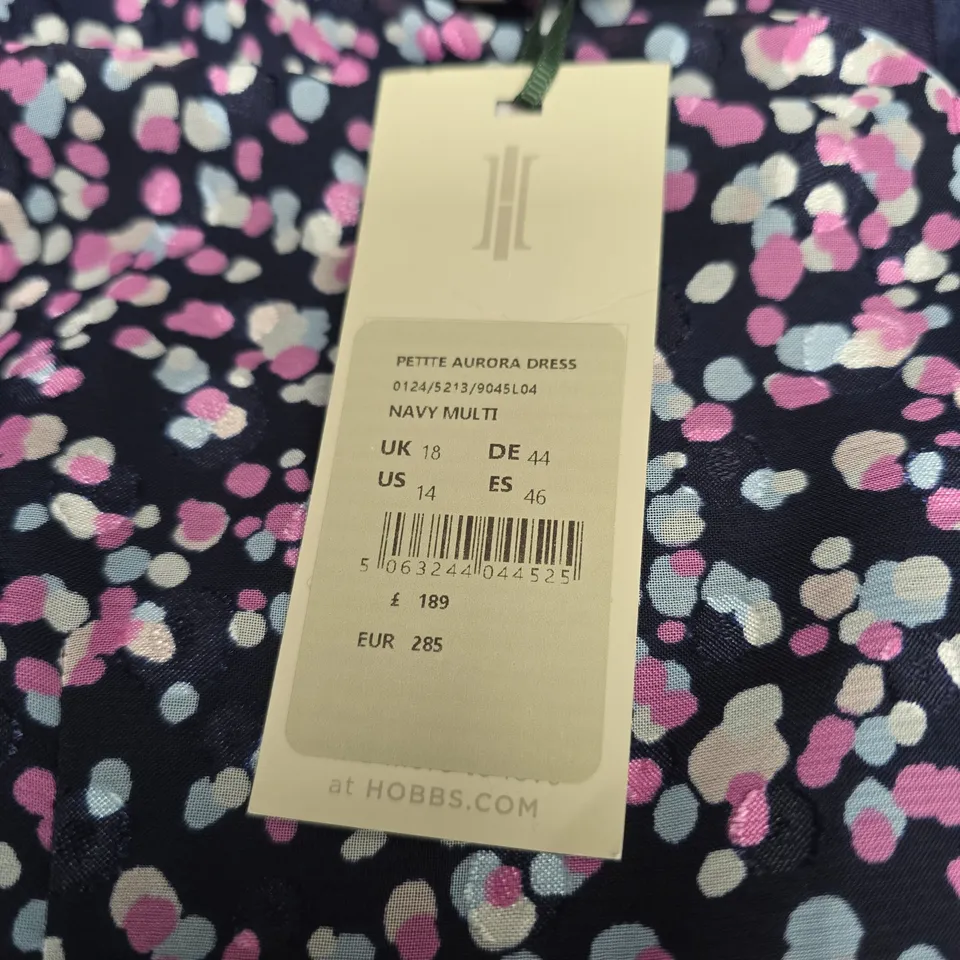 PETITE AURORA DRESS
0124/5213/9045L04
NAVY MULTI
UK 18 DE 44
US 14 ES 46
5 063244 044525
£ 189
EUR 285
at HOBBS.COM